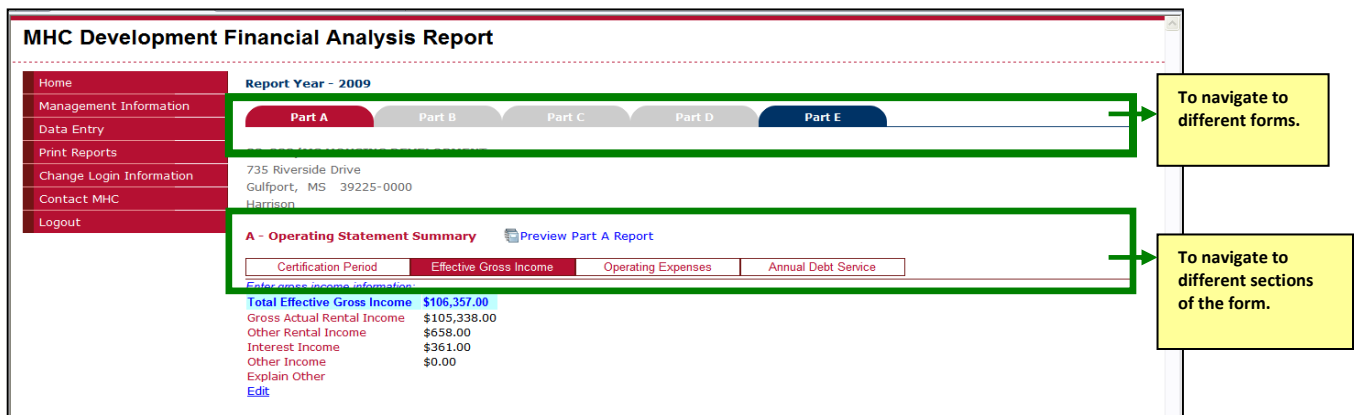 MHC Development Financial Analysis Report
Home
Management Information
Data Entry
Print Reports
Change Login Information
Contact MHC
Logout
Report Year - 2009
Part A Part B Part C Part D Part E
735 Riverside Drive
Gulfport, MS 39225-0000
Harrison
A - Operating Statement Summary Preview Part A Report
Certification Period Effective Gross Income Operating Expenses Annual Debt Service
Enter gross income information:
Total Effective Gross Income $106,357.00
Gross Actual Rental Income $105,338.00
Other Rental Income $658.00
Interest Income $361.00
Other Income $0.00
Explain Other
Edit
To navigate to
different forms.
To navigate to
different sections
of the form.